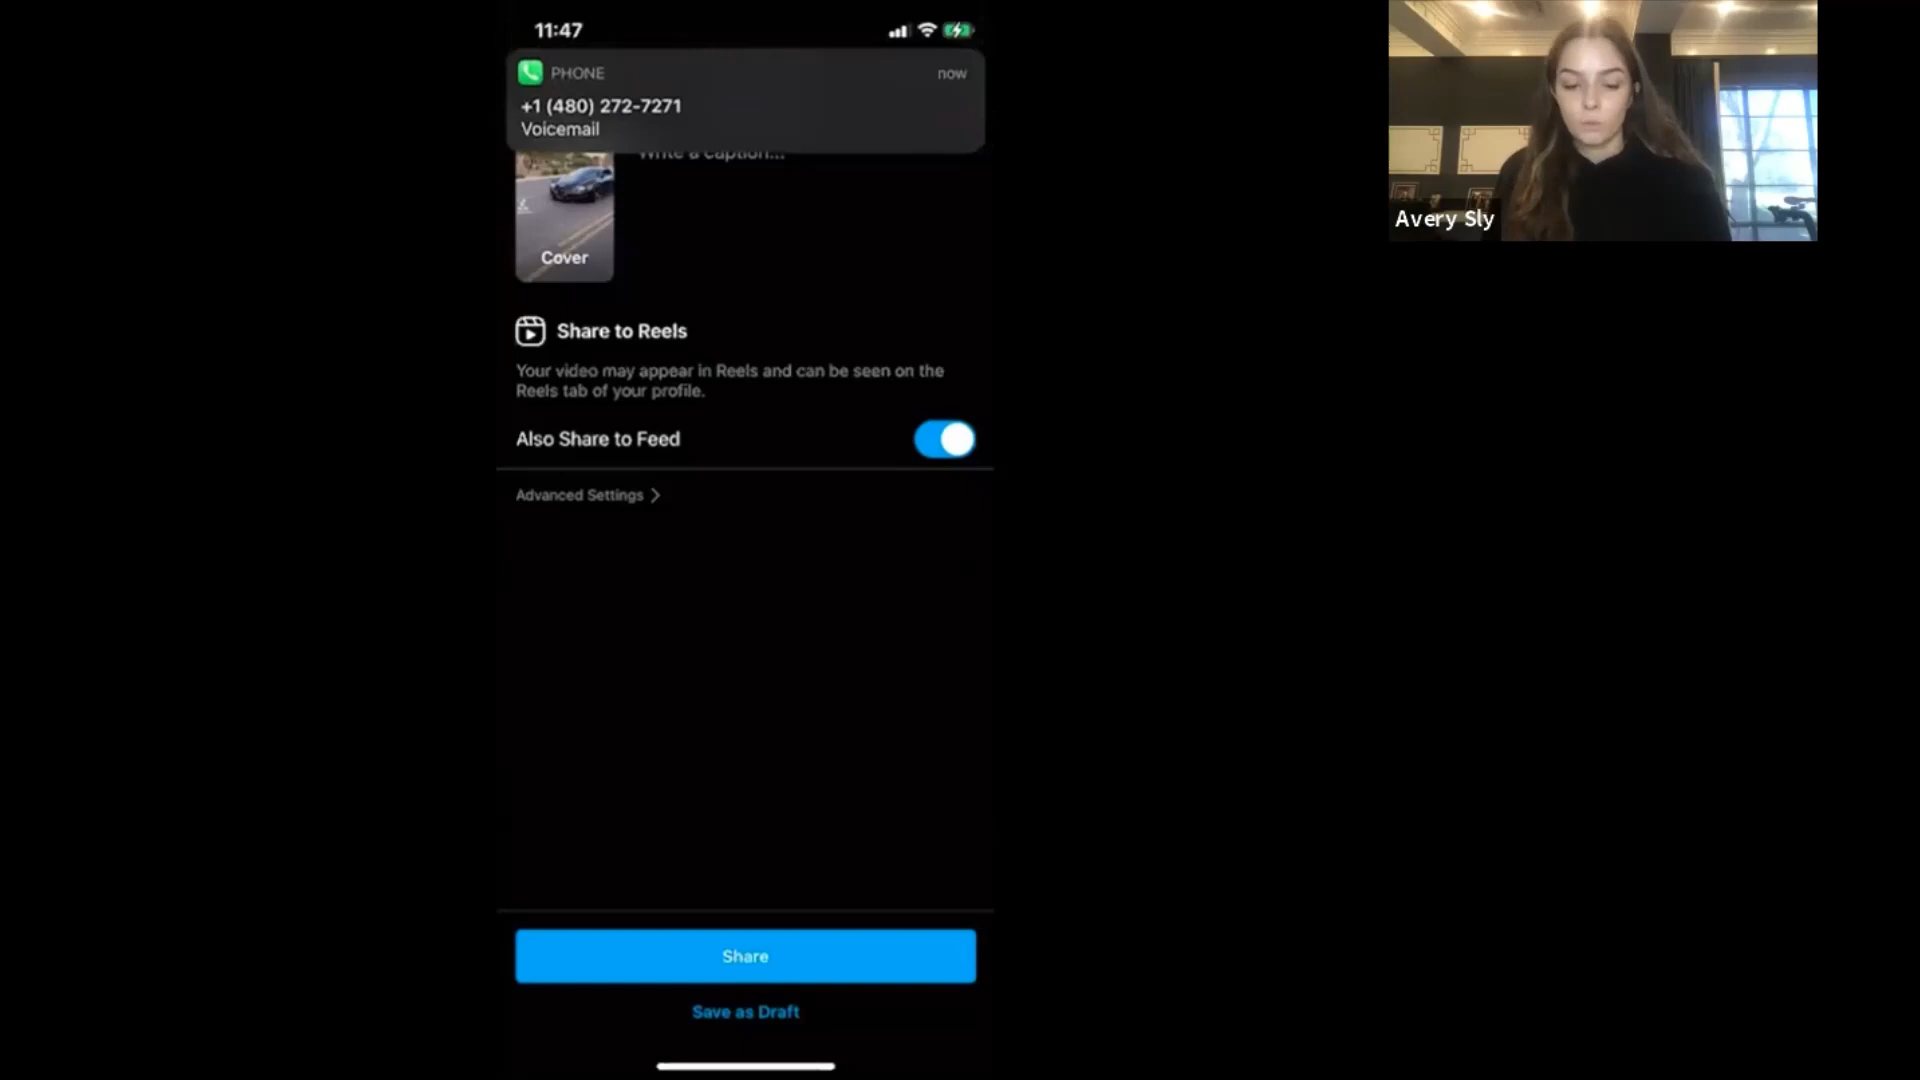 11:47
PHONE
now
+1 (480) 272-7271
Voicemail
Write a caption...
Cover
Share to Reels
Your video may appear in Reels and can be seen on the
Reels tab of your profile.
Also Share to Feed
Advanced Settings
Share
Save as Draft
Avery Sly